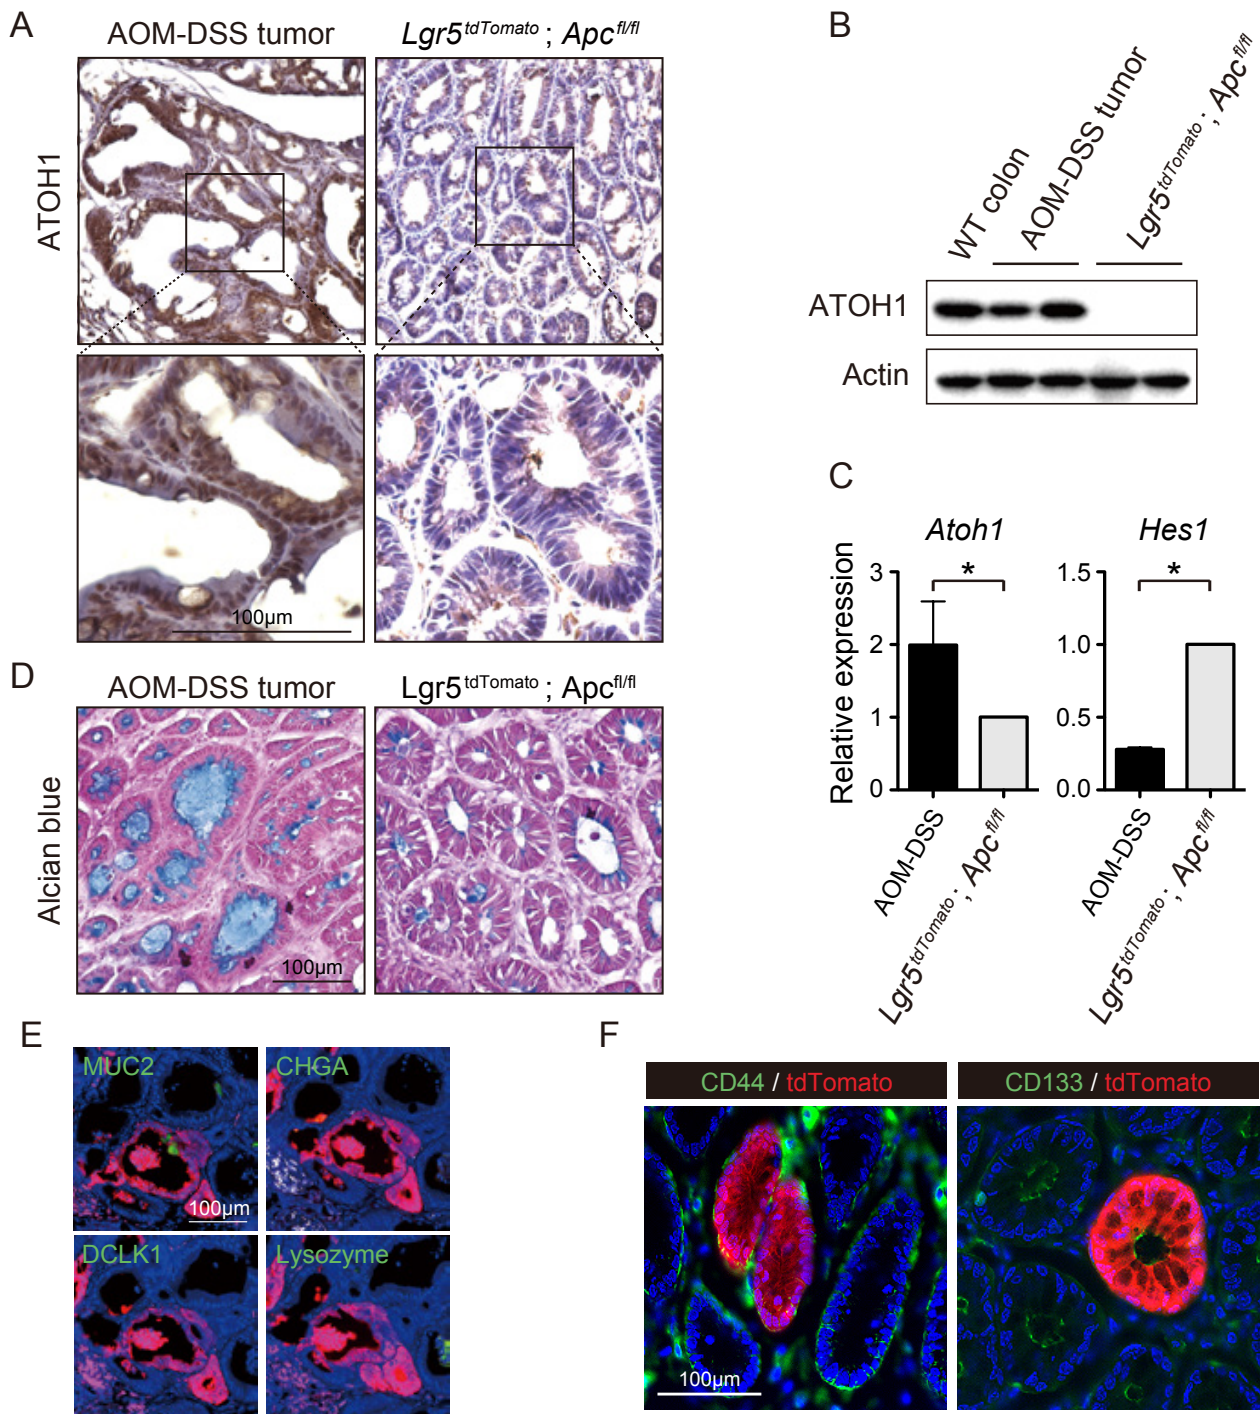 A
AOM-DSS tumor
Lgr5tdTomato ; Apcfl/fl
ATOH1
100µm
B
WT colon
AOM-DSS tumor
Lgr5tdTomato ; Apcfl/fl
ATOH1
Actin
C
Atoh1
Hes1
Relative expression
3
2
1
0
*
1.5
1.0
0.5
0.0
*
AOM-DSS
Lgr5tdTomato ; Apcfl/fl
AOM-DSS
Lgr5tdTomato ; Apcfl/fl
D
AOM-DSS tumor
Lgr5tdTomato ; Apcfl/fl
Alcian blue
100µm
E
MUC2
CHGA
100µm
DCLK1
Lysozyme
F
CD44 / tdTomato
CD133 / tdTomato
100µm